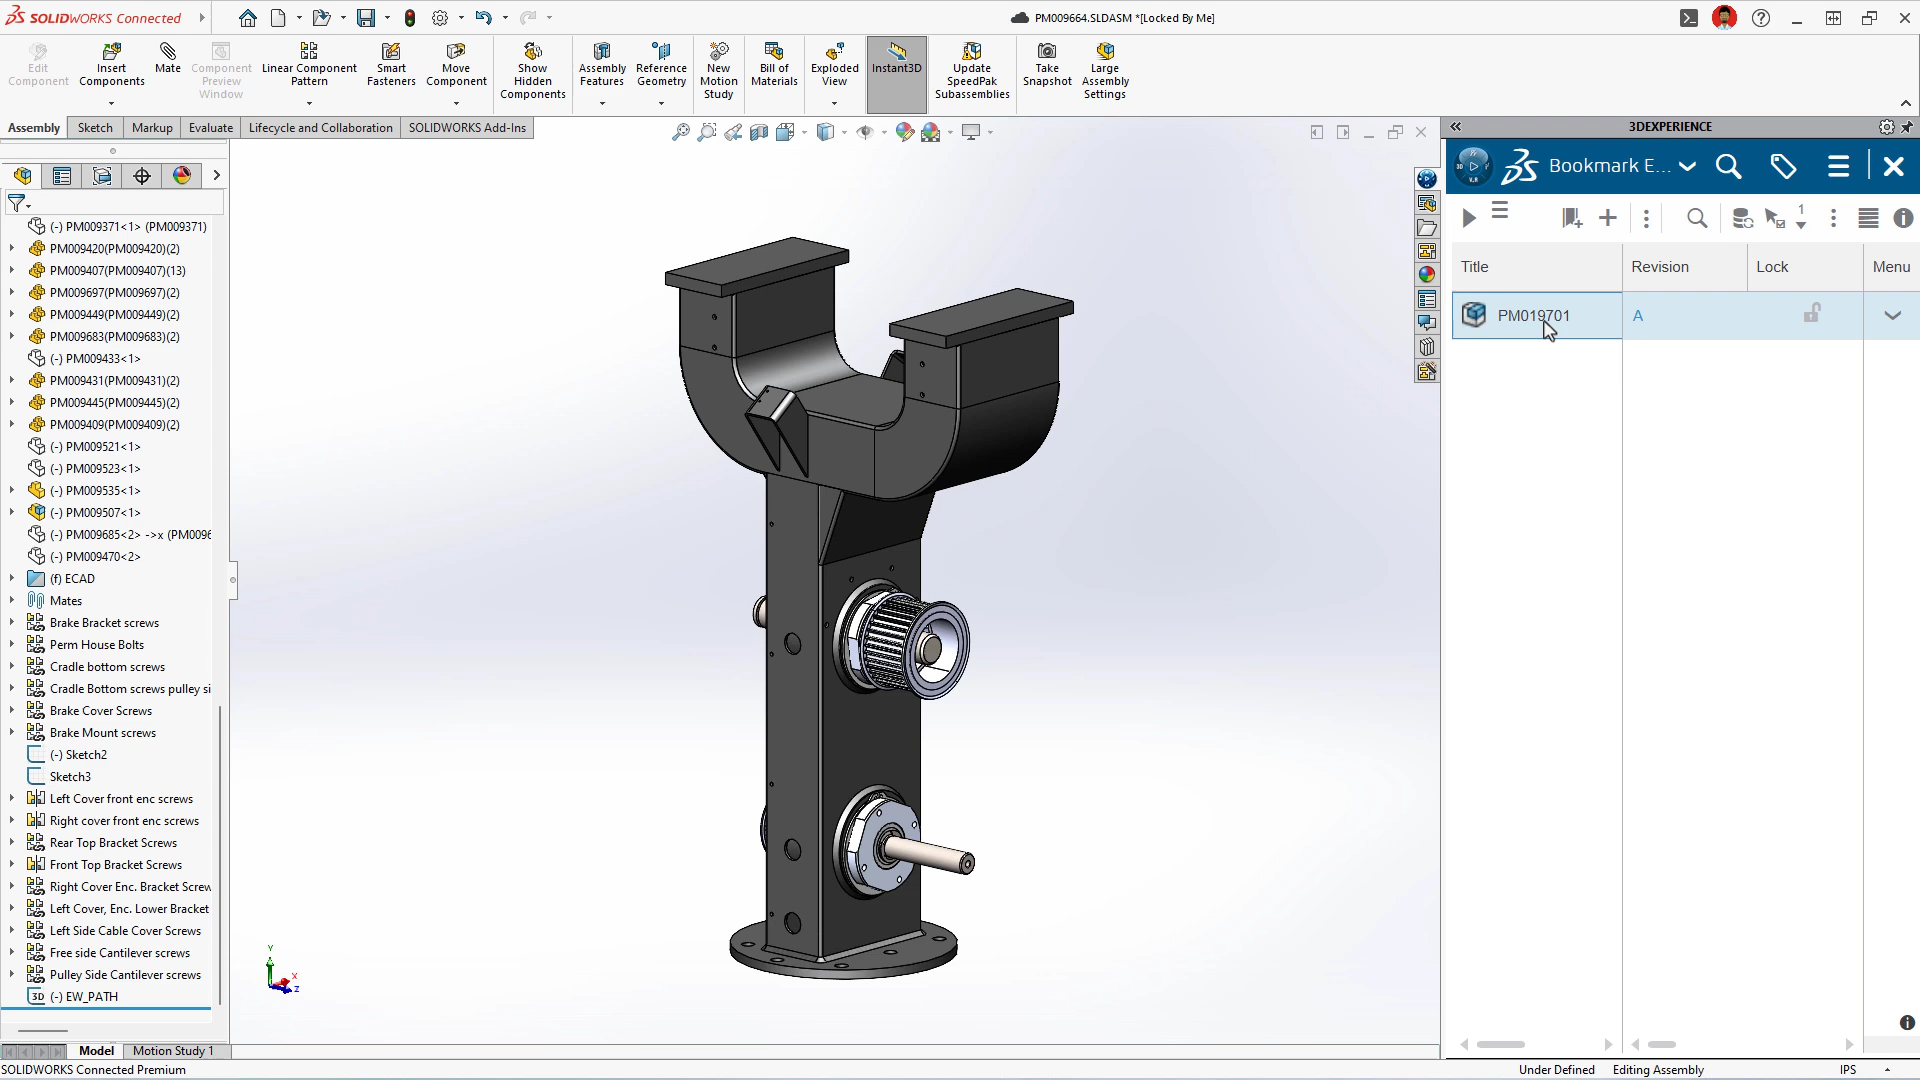 SOLIDWORKS Connected
PM009664.SLDASM *[Locked By Me]
Edit Component
Insert Components
Mate
Component Preview Window
Linear Component Pattern
Smart Fasteners
Move Component
Show Hidden Components
Assembly Features
Reference Geometry
New Motion Study
Bill of Materials
Exploded View
Instant3D
Update SpeedPak Subassemblies
Take Snapshot
Large Assembly Settings
Assembly
Sketch
Markup
Evaluate
Lifecycle and Collaboration
SOLIDWORKS Add-Ins
(-) PM009371<1> (PM009371)
PM009420(PM009420)(2)
PM009407(PM009407)(13)
PM009697(PM009697)(2)
PM009449(PM009449)(2)
PM009683(PM009683)(2)
(-) PM009433<1>
PM009431(PM009431)(2)
PM009445(PM009445)(2)
PM009409(PM009409)(2)
(-) PM009521<1>
(-) PM009523<1>
(-) PM009535<1>
(-) PM009507<1>
(-) PM009685<2> ->x (PM0096
(-) PM009470<2>
(f) ECAD
Mates
Brake Bracket screws
Perm House Bolts
Cradle bottom screws
Cradle Bottom screws pulley si
Brake Cover Screws
Brake Mount screws
(-) Sketch2
Sketch3
Left Cover front enc screws
Right cover front enc screws
Rear Top Bracket Screws
Front Top Bracket Screws
Right Cover Enc. Bracket Screw
Left Cover, Enc. Lower Bracket
Left Side Cable Cover Screws
Free side Cantilever screws
Pulley Side Cantilever screws
3D (-) EW_PATH
Y
X
Z
Model
Motion Study 1
SOLIDWORKS Connected Premium
3DEXPERIENCE
Bookmark E...
1
Title
Revision
Lock
Menu
PM019701
A
Under Defined
Editing Assembly
IPS